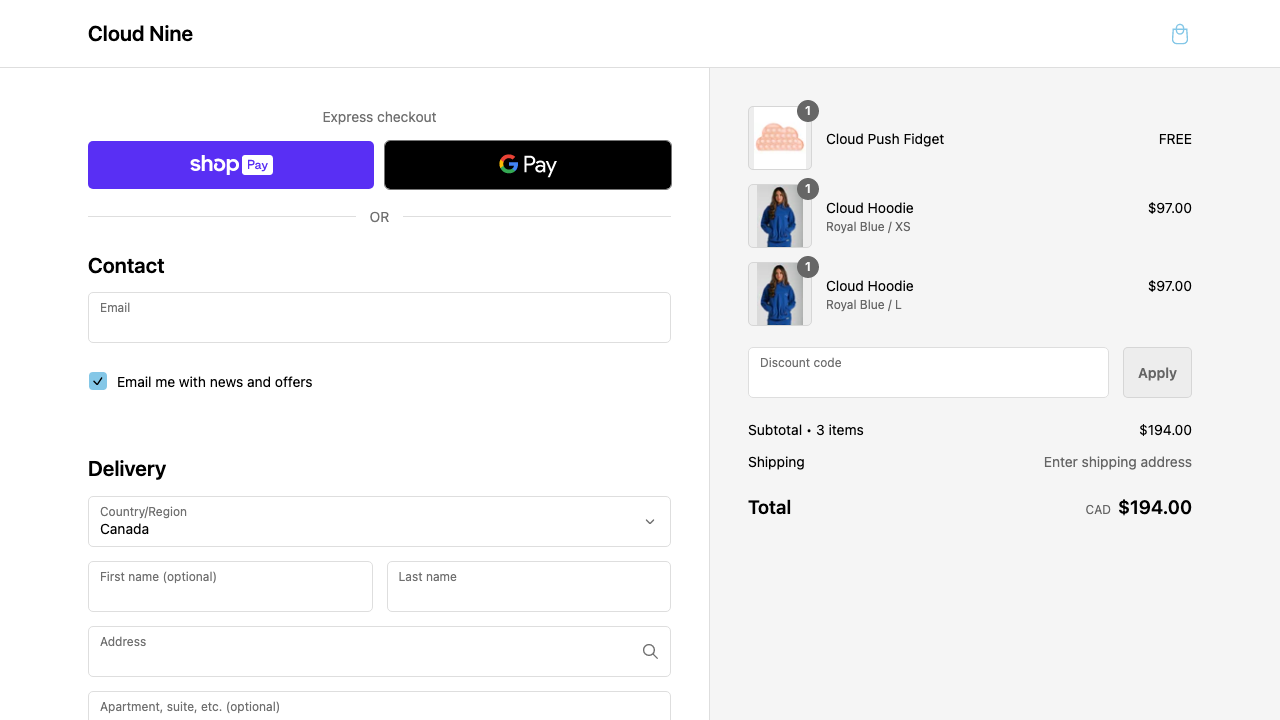 Cloud Nine
Express checkout
shop Pay
G Pay
OR
Contact
Email
Email me with news and offers
Delivery
Country/Region
Canada
First name (optional)
Last name
Address
Apartment, suite, etc. (optional)
1
Cloud Push Fidget
FREE
1
Cloud Hoodie
$97.00
Royal Blue / XS
1
Cloud Hoodie
$97.00
Royal Blue / L
Discount code
Apply
Subtotal • 3 items
$194.00
Shipping
Enter shipping address
Total
CAD $194.00